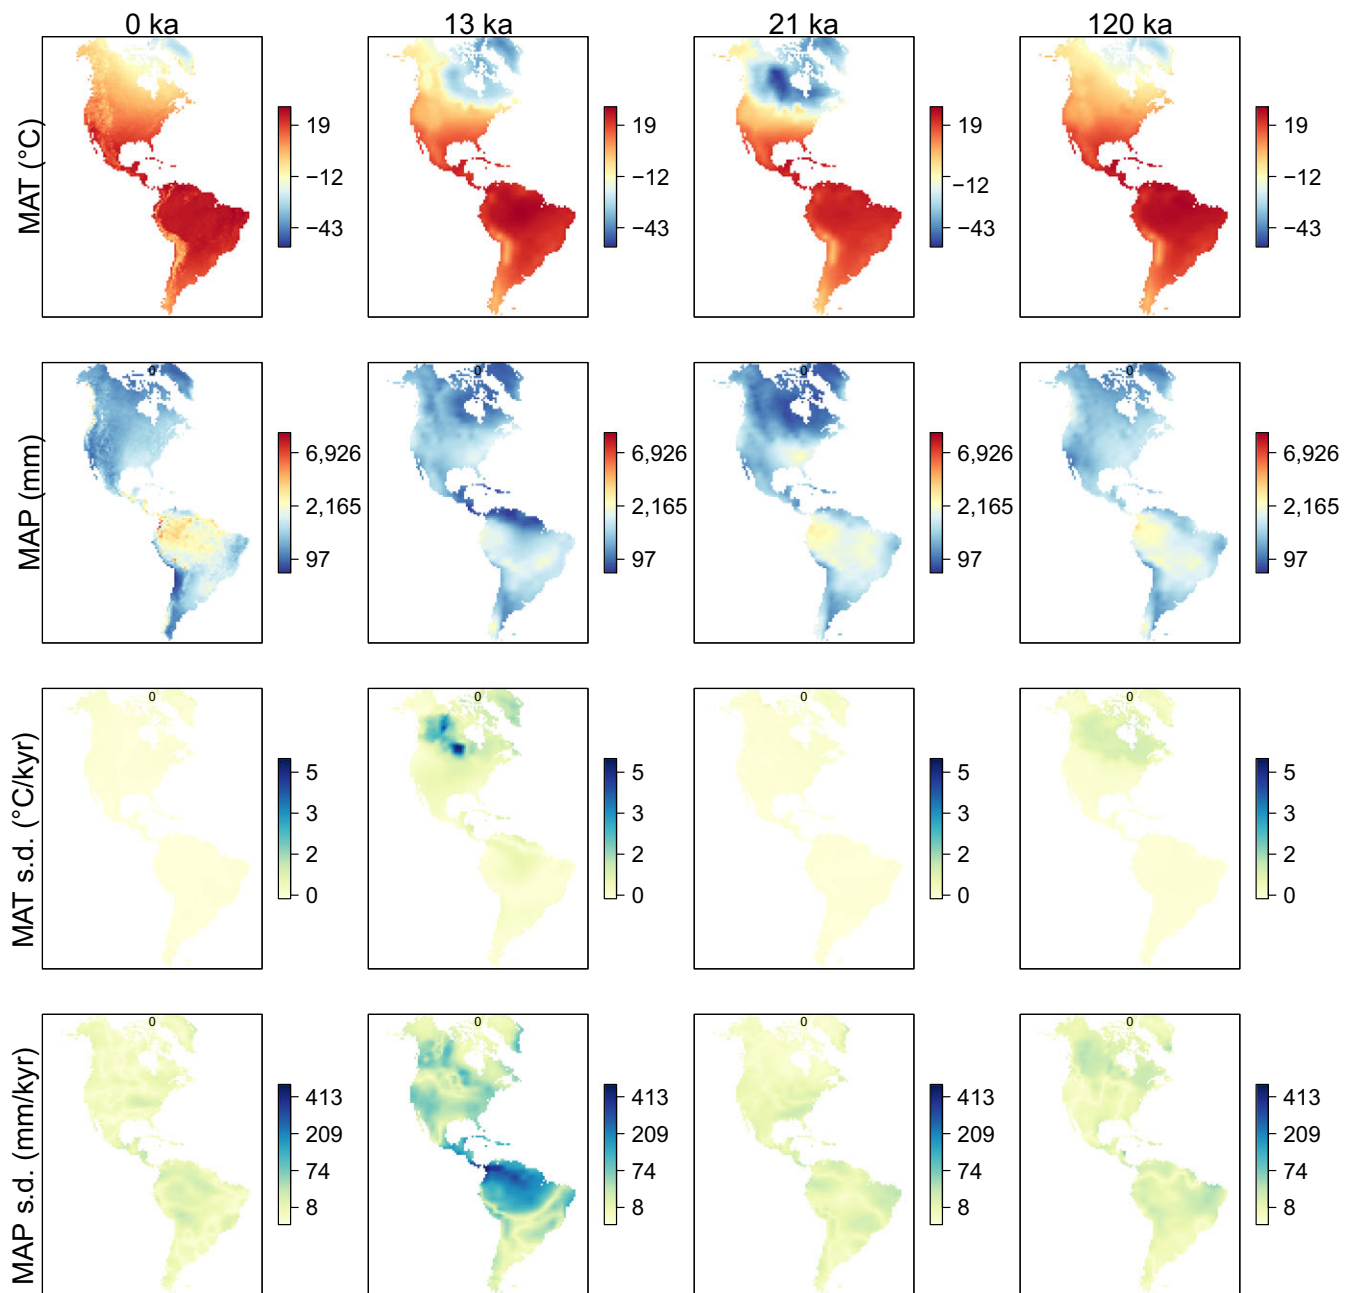 0 ka 13 ka 21 ka 120 ka
MAT (°C)
19 19 19 19
−12 −12 −12 −12
−43 −43 −43 −43
MAP (mm)
0 0 0 0
6,926 6,926 6,926 6,926
2,165 2,165 2,165 2,165
97 97 97 97
MAT s.d. (°C/kyr)
0 0 0 0
5 5 5 5
3 3 3 3
2 2 2 2
0 0 0 0
MAP s.d. (mm/kyr)
0 0 0 0
413 413 413 413
209 209 209 209
74 74 74 74
8 8 8 8